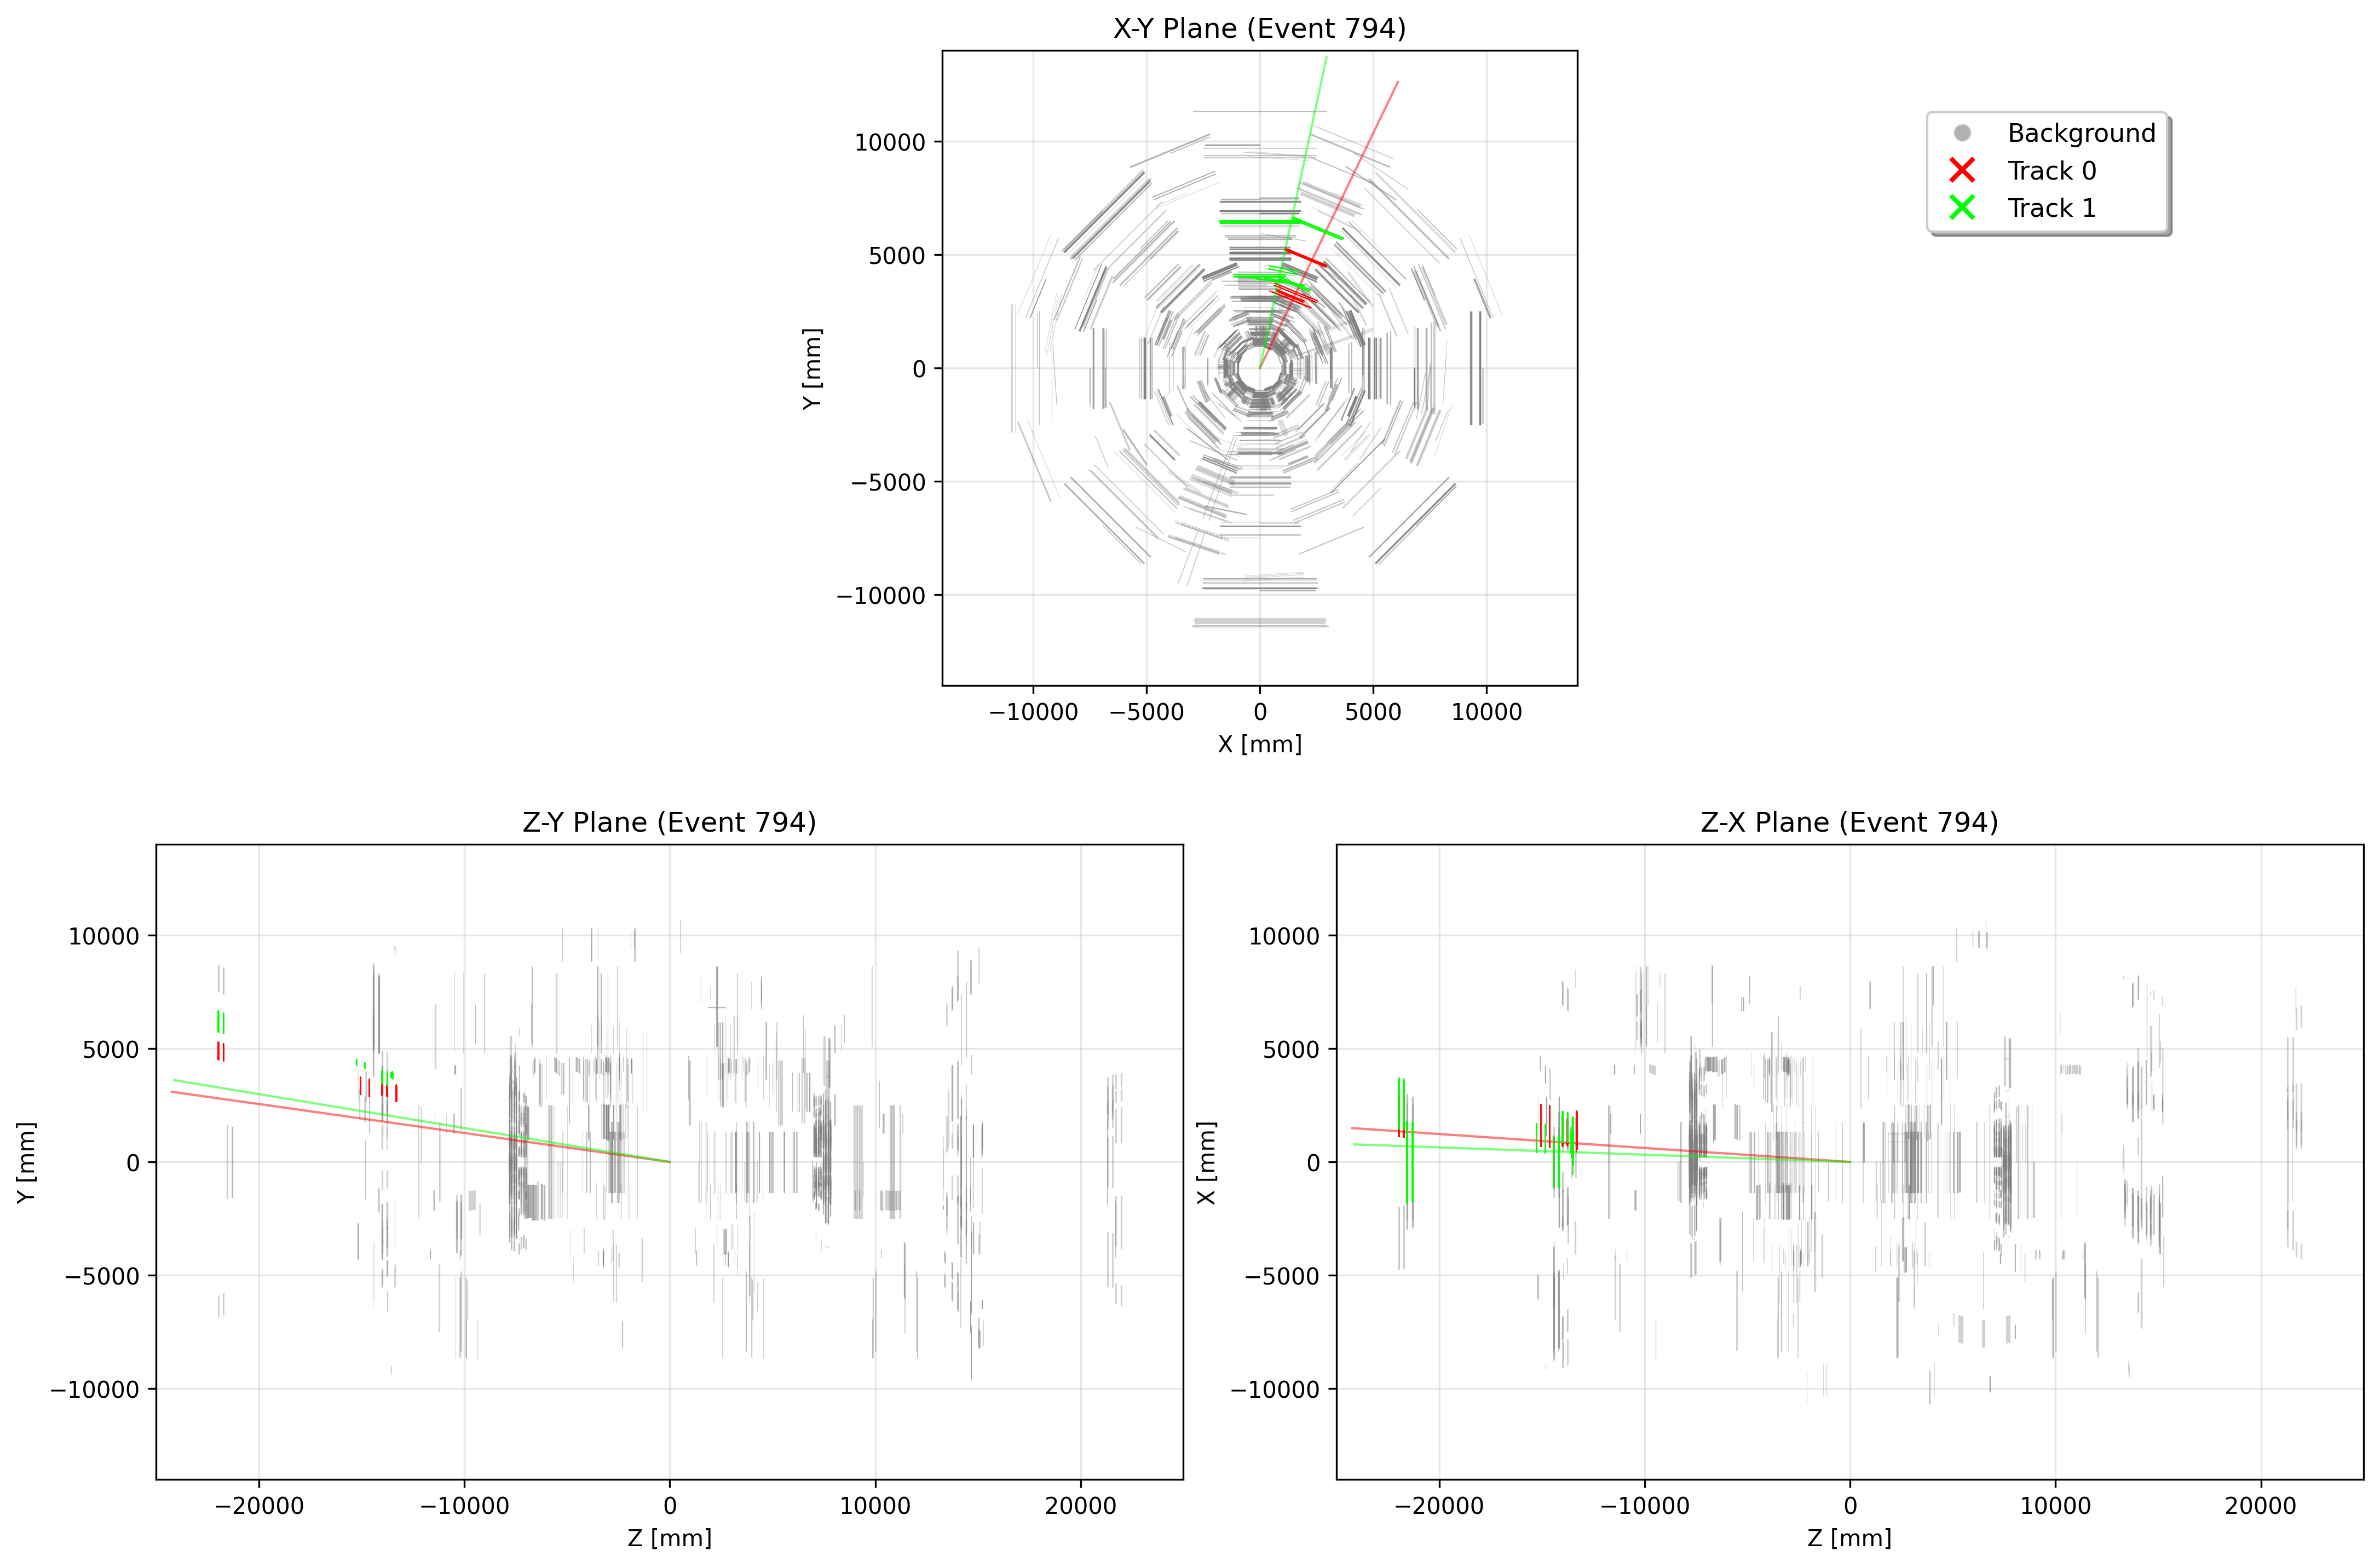 X-Y Plane (Event 794)
Y [mm]
10000
5000
0
−5000
−10000
−10000 −5000 0 5000 10000
X [mm]
Background
Track 0
Track 1
Z-Y Plane (Event 794)
Y [mm]
10000
5000
0
−5000
−10000
−20000 −10000 0 10000 20000
Z [mm]
Z-X Plane (Event 794)
X [mm]
10000
5000
0
−5000
−10000
−20000 −10000 0 10000 20000
Z [mm]